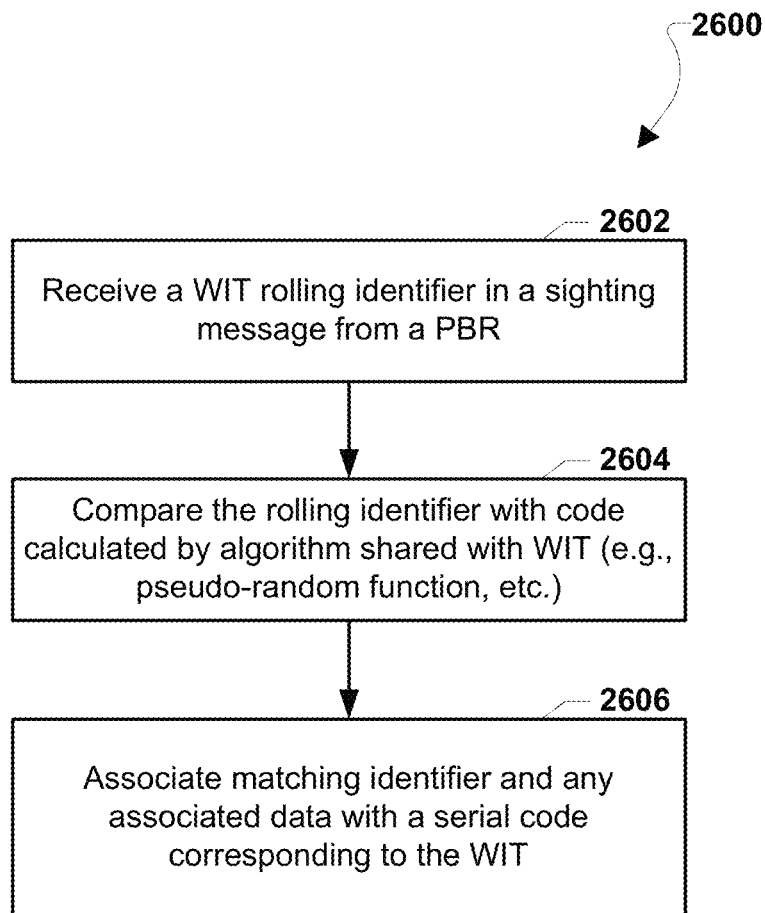 2600
2602
Receive a WIT rolling identifier in a sighting
message from a PBR
2604
Compare the rolling identifier with code
calculated by algorithm shared with WIT (e.g.,
pseudo-random function, etc.)
2606
Associate matching identifier and any
associated data with a serial code
corresponding to the WIT